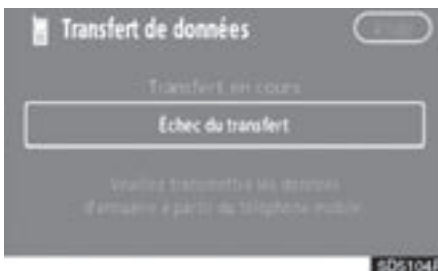 Transfert de données
Transfert en cours
Échec du transfert
Veuillez transmettre les données
d'annuaire à partir du téléphone mobile